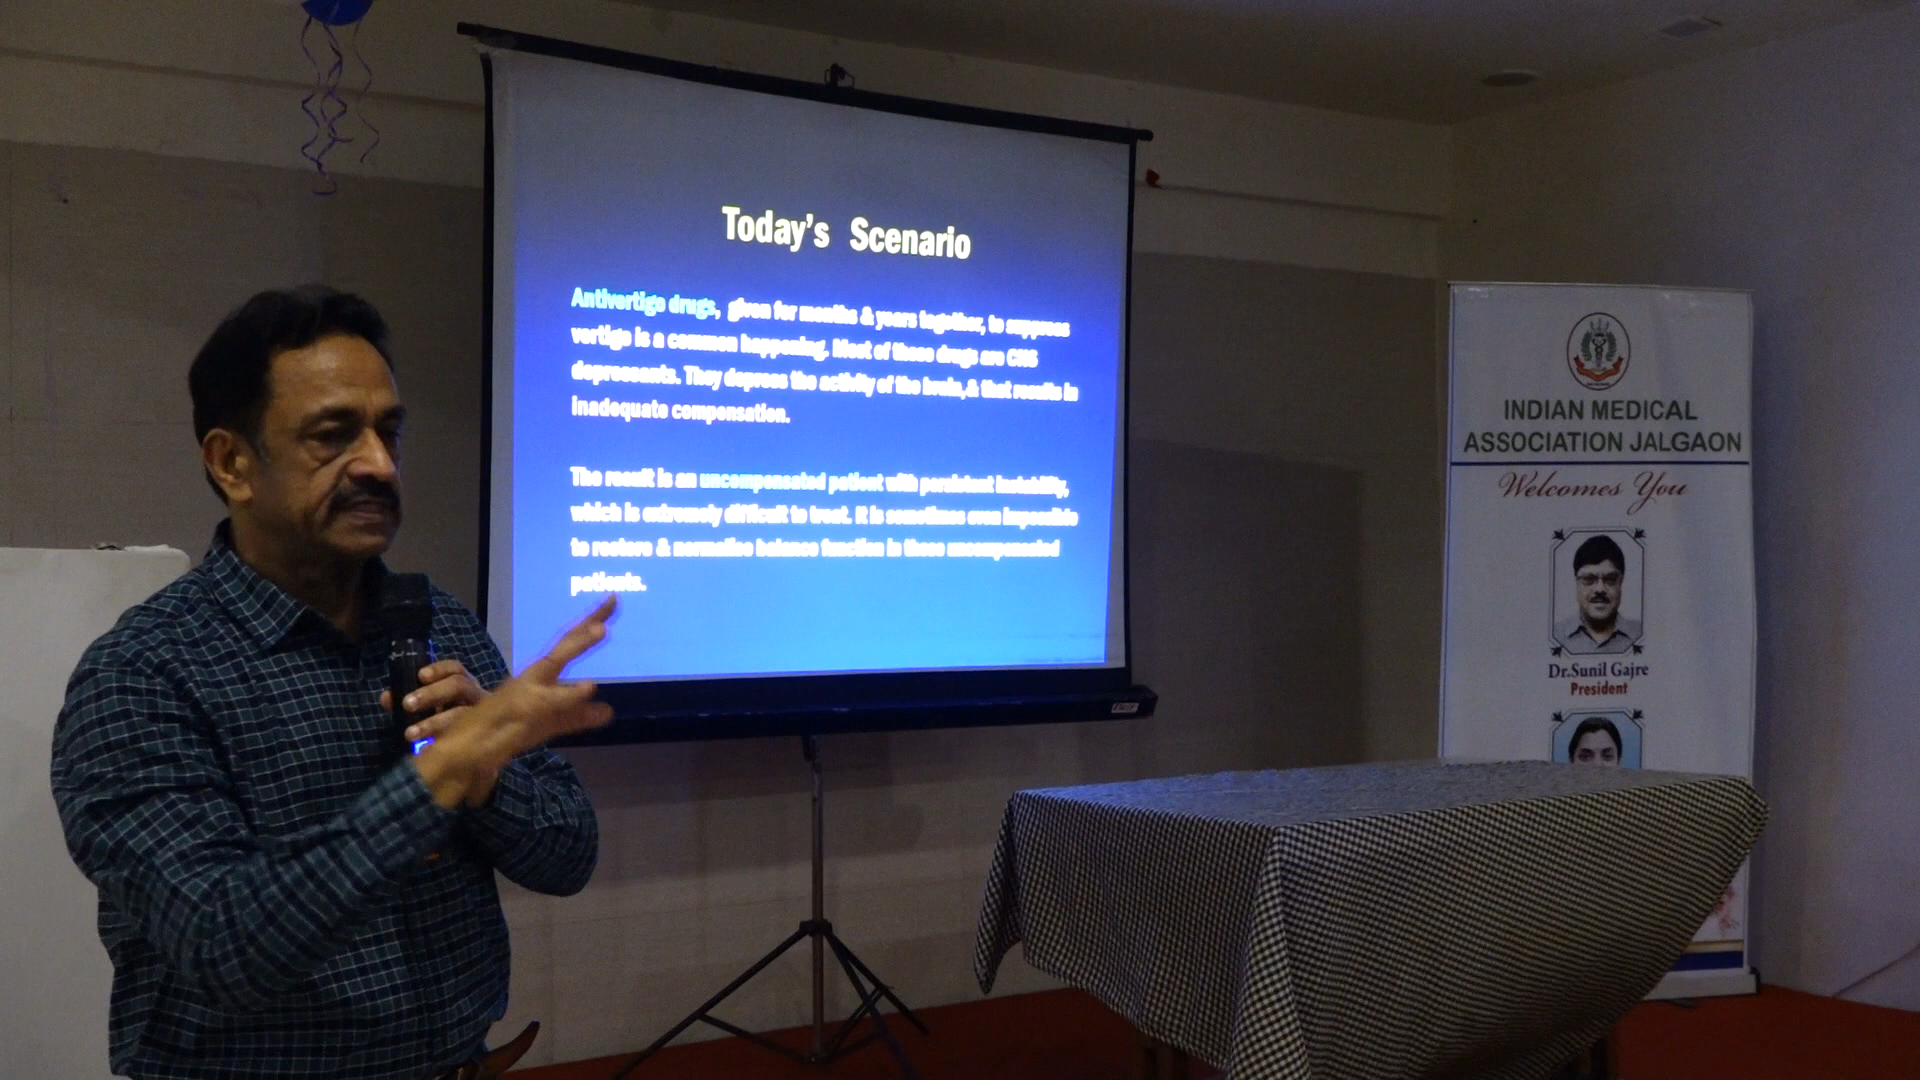 Today's Scenario
Antivertigo drugs, given for months & years together, to suppress
vertigo is a common happening. Most of these drugs are CNS
depressants. They depress the activity of the brain,& that results in
inadequate compensation.
The result is an uncompensated patient with persistent instability,
which is extremely difficult to treat. It is sometimes even impossible
to restore & normalise balance function in these uncompensated
patients.
INDIAN MEDICAL
ASSOCIATION JALGAON
Welcomes You
Dr.Sunil Gajre
President